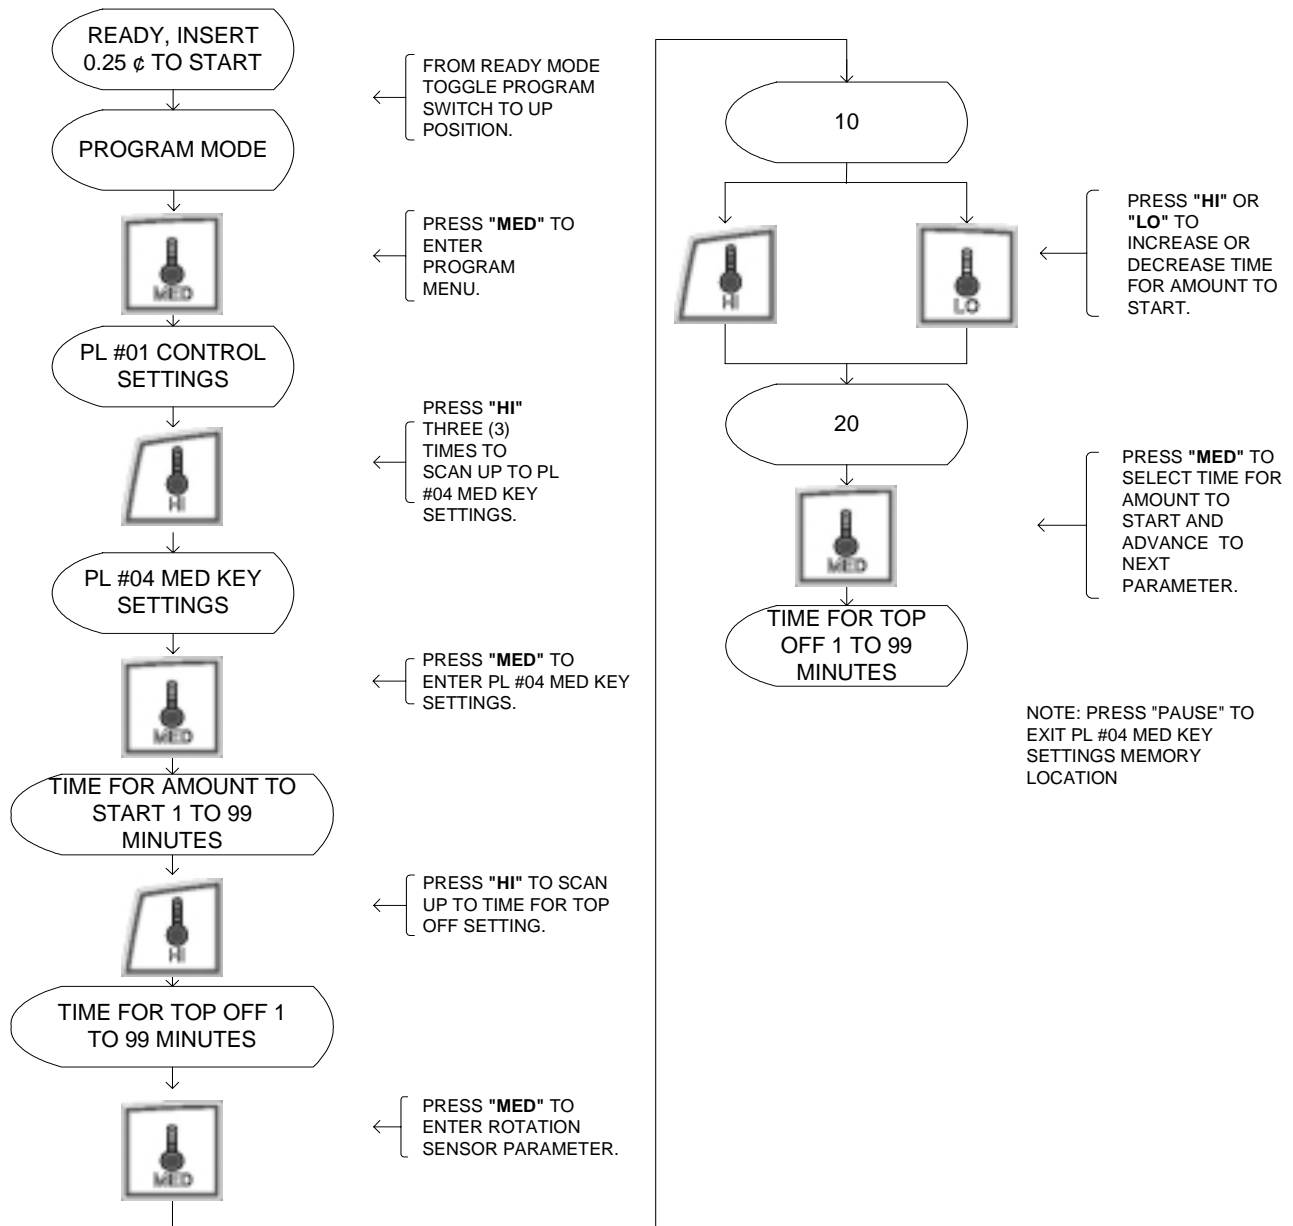 READY, INSERT
0.25 ¢ TO START
FROM READY MODE
TOGGLE PROGRAM
SWITCH TO UP
POSITION.
PROGRAM MODE
MED
PRESS "MED" TO
ENTER
PROGRAM
MENU.
PL #01 CONTROL
SETTINGS
HI
PRESS "HI"
THREE (3)
TIMES TO
SCAN UP TO PL
#04 MED KEY
SETTINGS.
PL #04 MED KEY
SETTINGS
MED
PRESS "MED" TO
ENTER PL #04 MED KEY
SETTINGS.
TIME FOR AMOUNT TO
START 1 TO 99
MINUTES
HI
PRESS "HI" TO SCAN
UP TO TIME FOR TOP
OFF SETTING.
TIME FOR TOP OFF 1
TO 99 MINUTES
MED
PRESS "MED" TO
ENTER ROTATION
SENSOR PARAMETER.
10
HI
LO
PRESS "HI" OR
"LO" TO
INCREASE OR
DECREASE TIME
FOR AMOUNT TO
START.
20
MED
PRESS "MED" TO
SELECT TIME FOR
AMOUNT TO
START AND
ADVANCE TO
NEXT
PARAMETER.
TIME FOR TOP
OFF 1 TO 99
MINUTES
NOTE: PRESS "PAUSE" TO
EXIT PL #04 MED KEY
SETTINGS MEMORY
LOCATION